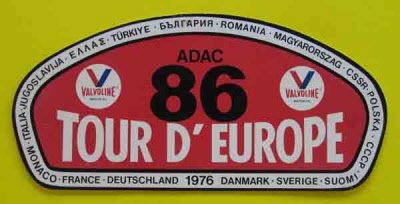 ·MONACO·ITALIA·JUGOSLAVIJA·ΕΛΛΑΣ·TÜRKIYE·БЪЛГАРИЯ·ROMANIA·MAGYARORSZAG·CSSR·POLSKA·CCCP·
ADAC
VALVOLINE
86
VALVOLINE
TOUR D'EUROPE
FRANCE·DEUTSCHLAND 1976 DANMARK·SVERIGE·SUOMI